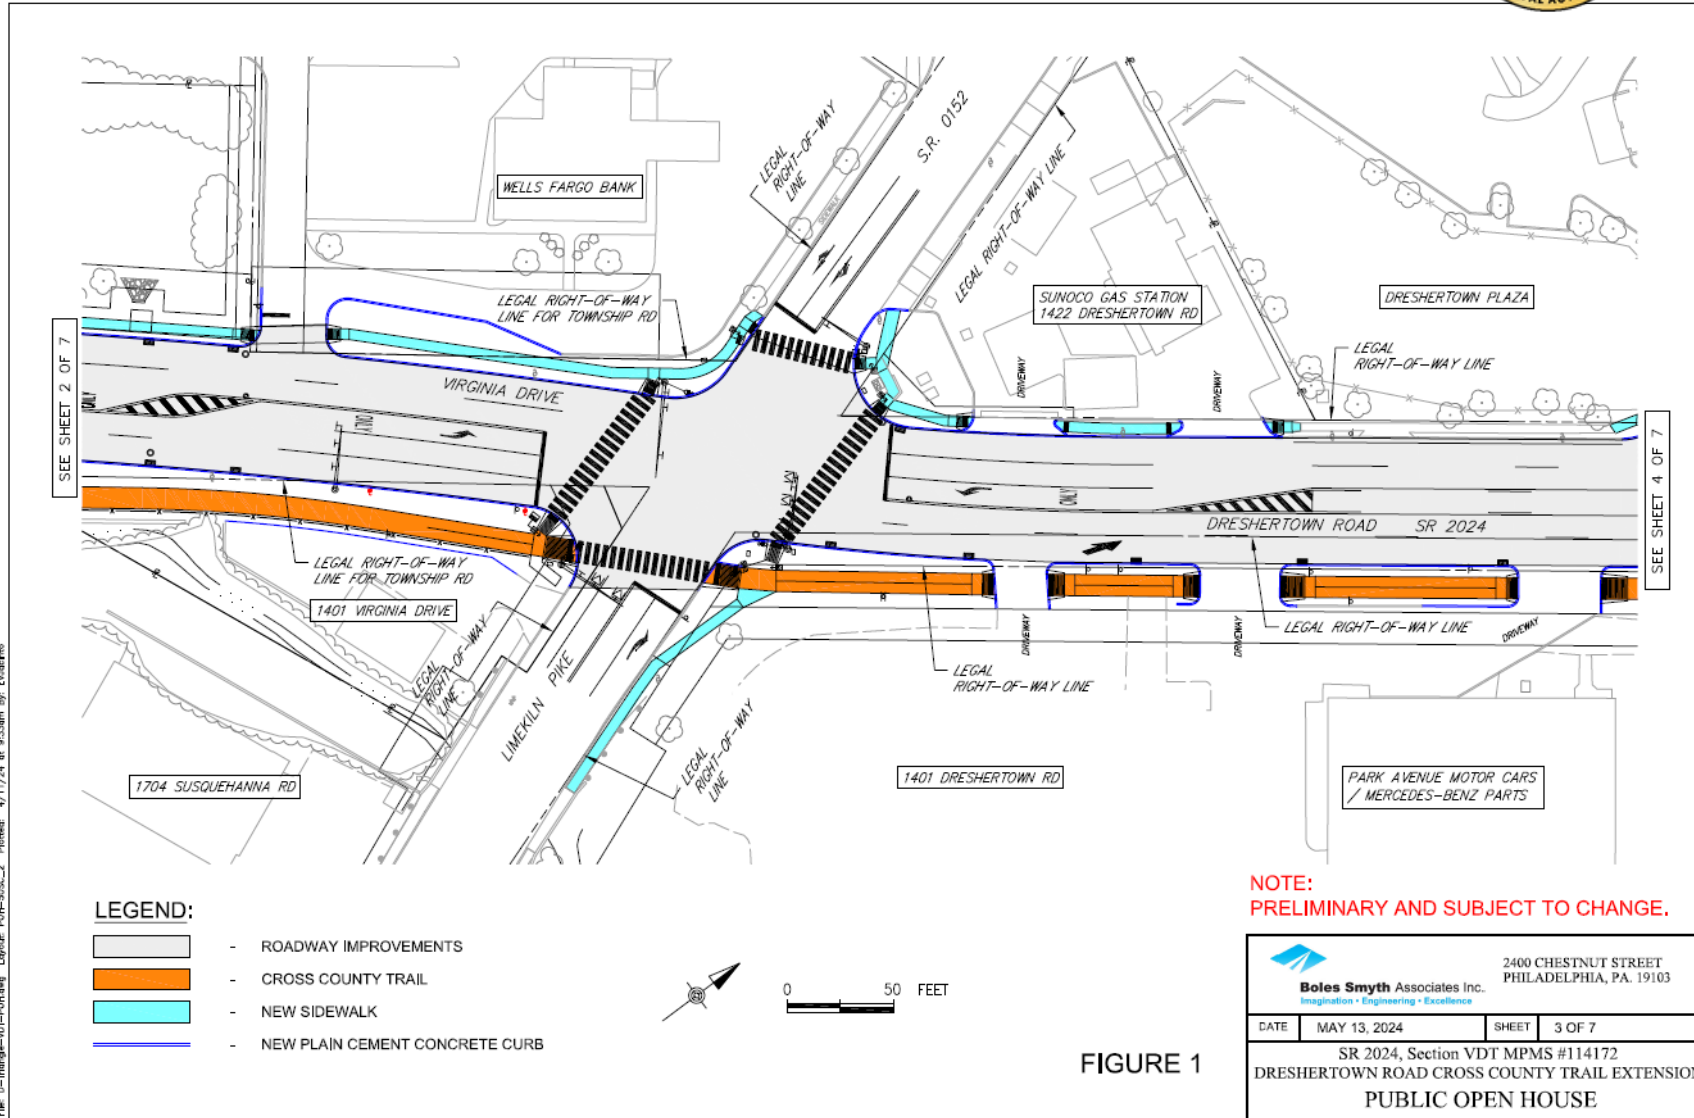 S.R. 0152
LEGAL
RIGHT-OF-WAY
LINE
SIDEWALK
LEGAL RIGHT-OF-WAY LINE
WELLS FARGO BANK
LEGAL RIGHT-OF-WAY
LINE FOR TOWNSHIP RD
SUNOCO GAS STATION
1422 DRESHERTOWN RD
DRESHERTOWN PLAZA
LEGAL
RIGHT-OF-WAY LINE
DRIVEWAY
DRIVEWAY
SEE SHEET 2 OF 7
ONLY
VIRGINIA DRIVE
ONLY
ONLY
SEE SHEET 4 OF 7
DRESHERTOWN ROAD SR 2024
LEGAL RIGHT-OF-WAY
LINE FOR TOWNSHIP RD
1401 VIRGINIA DRIVE
LEGAL
RIGHT-OF-WAY
LINE
LIMEKILN PIKE
LEGAL
RIGHT-OF-WAY LINE
DRIVEWAY
DRIVEWAY
LEGAL RIGHT-OF-WAY LINE
DRIVEWAY
LEGAL
RIGHT-OF-WAY
LINE
1704 SUSQUEHANNA RD
1401 DRESHERTOWN RD
PARK AVENUE MOTOR CARS
/ MERCEDES-BENZ PARTS
LEGEND:
- ROADWAY IMPROVEMENTS
- CROSS COUNTY TRAIL
- NEW SIDEWALK
- NEW PLAIN CEMENT CONCRETE CURB
0 50 FEET
FIGURE 1
NOTE:
PRELIMINARY AND SUBJECT TO CHANGE.
Boles Smyth Associates Inc.
Imagination • Engineering • Excellence
2400 CHESTNUT STREET
PHILADELPHIA, PA. 19103
DATE MAY 13, 2024 SHEET 3 OF 7
SR 2024, Section VDT MPMS #114172
DRESHERTOWN ROAD CROSS COUNTY TRAIL EXTENSION
PUBLIC OPEN HOUSE